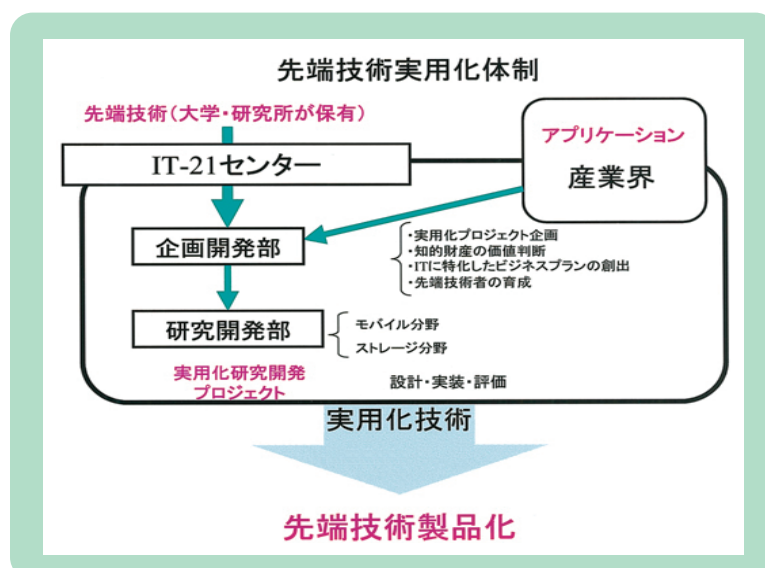 先端技術実用化体制
先端技術(大学・研究所が保有)
IT-21センター
アプリケーション
産業界
企画開発部
・実用化プロジェクト企画
・知的財産の価値判断
・ITに特化したビジネスプランの創出
・先端技術者の育成
研究開発部
モバイル分野
ストレージ分野
実用化研究開発
プロジェクト
設計・実装・評価
実用化技術
先端技術製品化